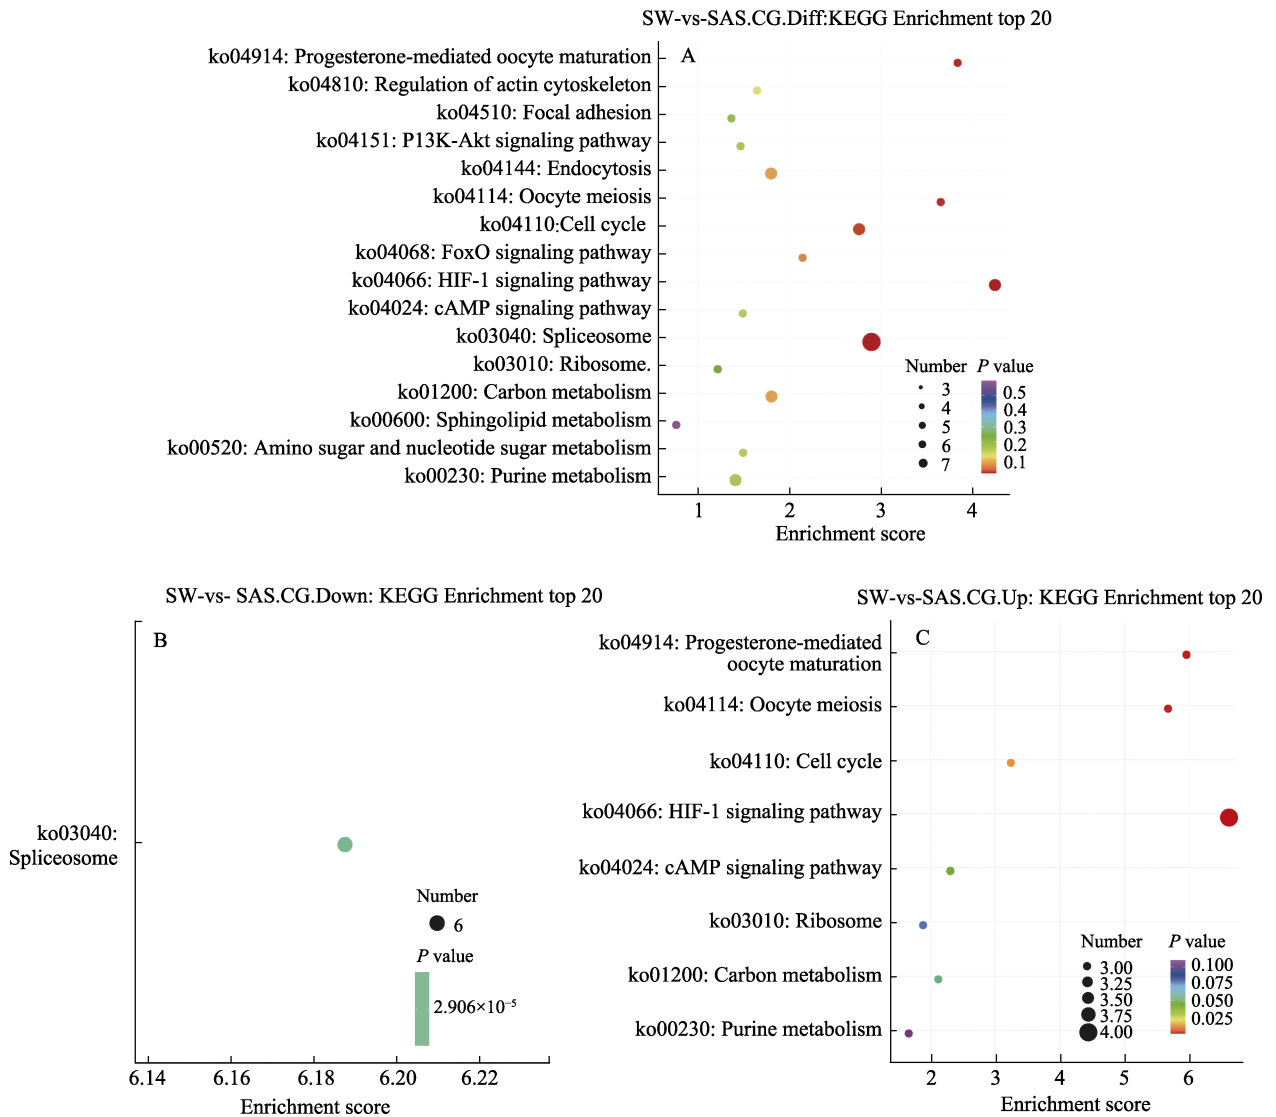 SW-vs-SAS.CG.Diff:KEGG Enrichment top 20
A
ko04914: Progesterone-mediated oocyte maturation
ko04810: Regulation of actin cytoskeleton
ko04510: Focal adhesion
ko04151: P13K-Akt signaling pathway
ko04144: Endocytosis
ko04114: Oocyte meiosis
ko04110:Cell cycle
ko04068: FoxO signaling pathway
ko04066: HIF-1 signaling pathway
ko04024: cAMP signaling pathway
ko03040: Spliceosome
ko03010: Ribosome.
ko01200: Carbon metabolism
ko00600: Sphingolipid metabolism
ko00520: Amino sugar and nucleotide sugar metabolism
ko00230: Purine metabolism
Number P value
3 0.5
4 0.4
5 0.3
6 0.2
7 0.1
1 2 3 4
Enrichment score
SW-vs- SAS.CG.Down: KEGG Enrichment top 20
B
ko03040:
Spliceosome
Number
6
P value
2.906×10⁻⁵
6.14 6.16 6.18 6.20 6.22
Enrichment score
SW-vs-SAS.CG.Up: KEGG Enrichment top 20
C
ko04914: Progesterone-mediated
oocyte maturation
ko04114: Oocyte meiosis
ko04110: Cell cycle
ko04066: HIF-1 signaling pathway
ko04024: cAMP signaling pathway
ko03010: Ribosome
ko01200: Carbon metabolism
ko00230: Purine metabolism
Number P value
3.00 0.100
3.25 0.075
3.50 0.050
3.75 0.025
4.00
2 3 4 5 6
Enrichment score